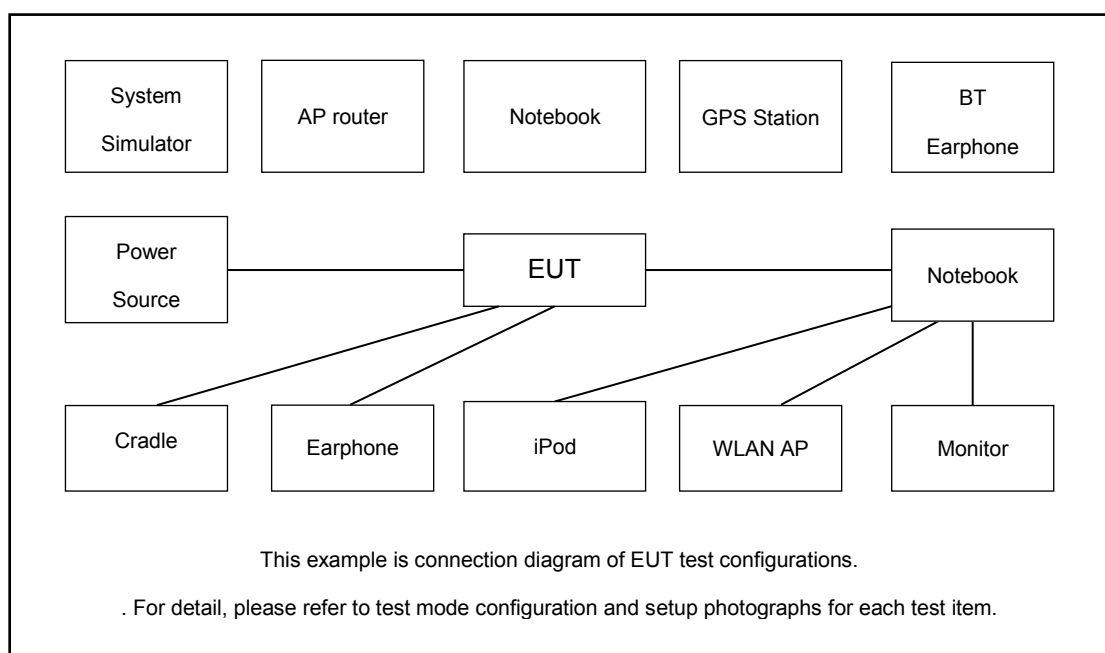 System
Simulator
AP router
Notebook
GPS Station
BT
Earphone
Power
Source
EUT
Notebook
Cradle
Earphone
iPod
WLAN AP
Monitor
This example is connection diagram of EUT test configurations.
. For detail, please refer to test mode configuration and setup photographs for each test item.